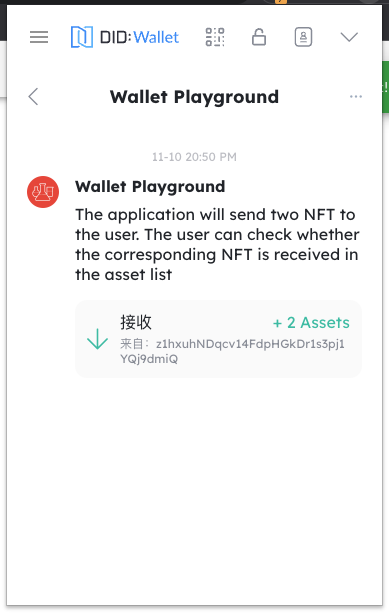 DID:Wallet
Wallet Playground
11-10 20:50 PM
Wallet Playground
The application will send two NFT to
the user. The user can check whether
the corresponding NFT is received in
the asset list
接收 + 2 Assets
来自: z1hxuhNDqcv14FdpHGkDr1s3pj1
YQj9dmiQ